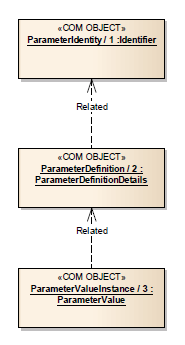 «COM OBJECT»
ParameterIdentity / 1 :Identifier
Related
«COM OBJECT»
ParameterDefinition / 2 :
ParameterDefinitionDetails
Related
«COM OBJECT»
ParameterValueInstance / 3 :
ParameterValue